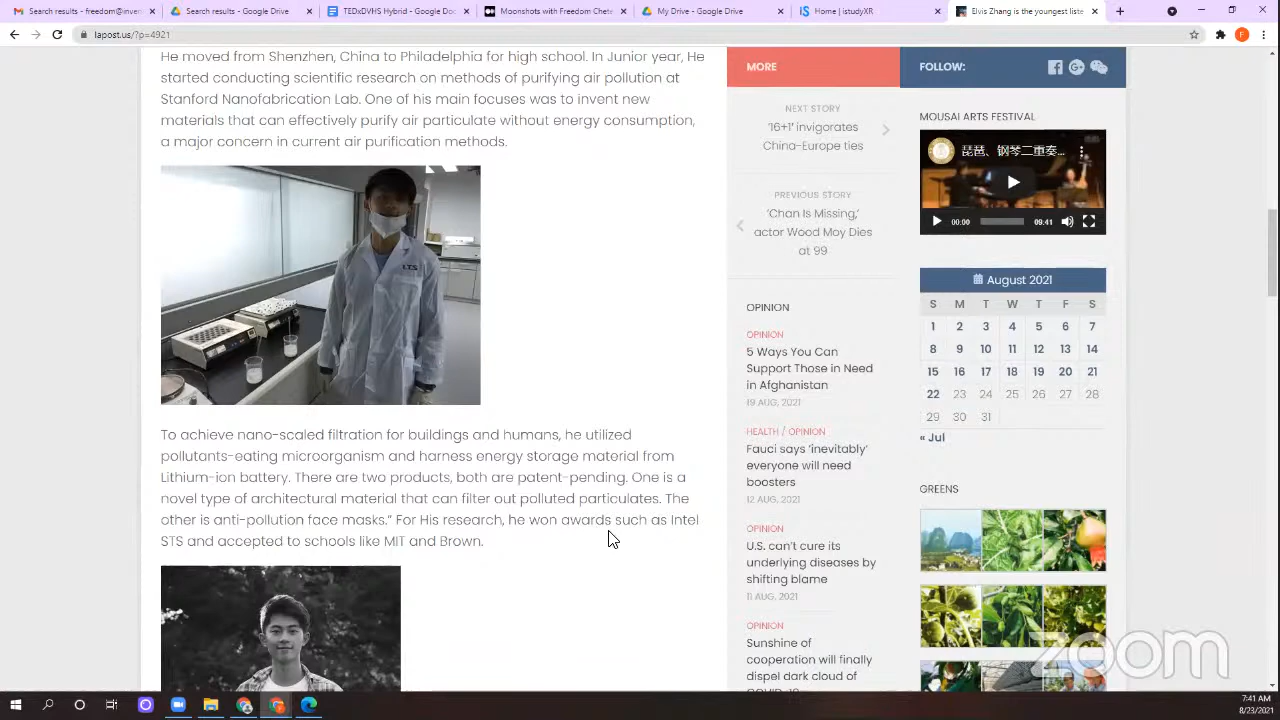 Search results - freedom@inven
Search results - Google Drive
TEDxDVHS Hybrid - Google Doc
Moonshots with Freedom Chet
My Drive - Google Drive
Home | istudyXR
Elvis Zhang is the youngest liste
lapost.us/?p=4921
He moved from Shenzhen, China to Philadelphia for high school. In Junior year, He
started conducting scientific research on methods of purifying air pollution at
Stanford Nanofabrication Lab. One of his main focuses was to invent new
materials that can effectively purify air particulate without energy consumption,
a major concern in current air purification methods.
I.T.S
To achieve nano-scaled filtration for buildings and humans, he utilized
pollutants-eating microorganism and harness energy storage material from
Lithium-ion battery. There are two products, both are patent-pending. One is a
novel type of architectural material that can filter out polluted particulates. The
other is anti-pollution face masks.” For His research, he won awards such as Intel
STS and accepted to schools like MIT and Brown.
MORE
NEXT STORY
‘16+1′ invigorates
China-Europe ties
PREVIOUS STORY
‘Chan Is Missing,’
actor Wood Moy Dies
at 99
OPINION
OPINION
5 Ways You Can
Support Those in Need
in Afghanistan
19 AUG, 2021
HEALTH / OPINION
Fauci says ‘inevitably’
everyone will need
boosters
12 AUG, 2021
OPINION
U.S. can’t cure its
underlying diseases by
shifting blame
11 AUG, 2021
OPINION
Sunshine of
cooperation will finally
dispel dark cloud of
COVID-19
FOLLOW:
MOUSAI ARTS FESTIVAL
琵琶、钢琴二重奏...
00:00 09:41
August 2021
S M T W T F S
1 2 3 4 5 6 7
8 9 10 11 12 13 14
15 16 17 18 19 20 21
22 23 24 25 26 27 28
29 30 31
« Jul
GREENS
zoom
7:41 AM
8/23/2021